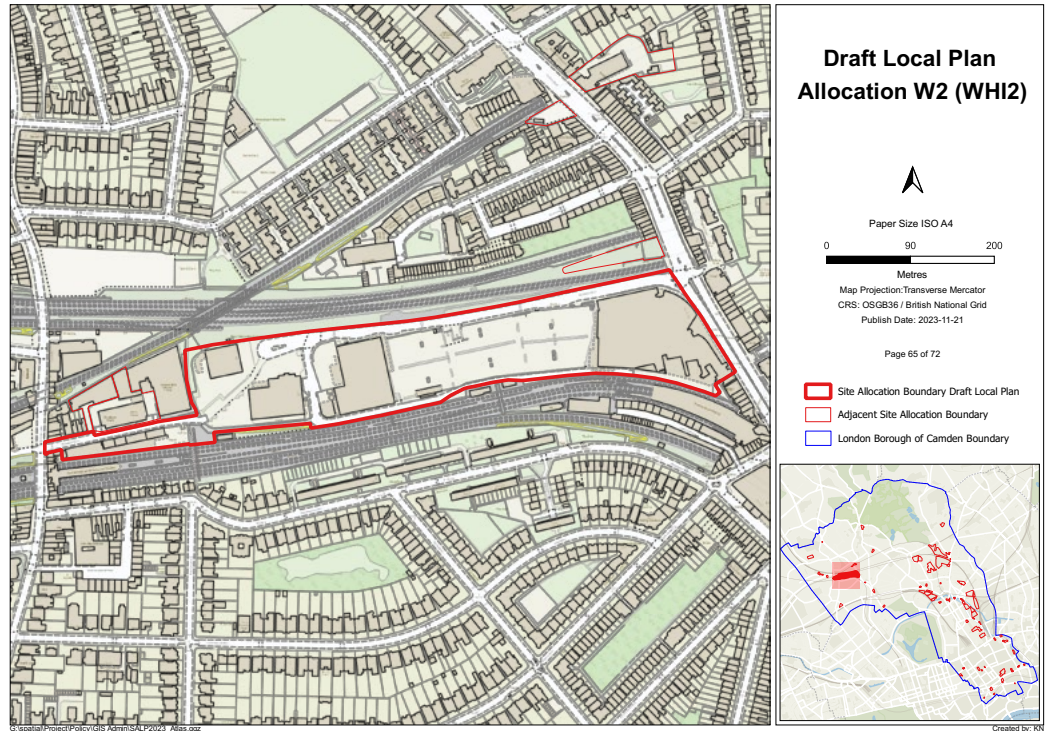 Draft Local Plan
Allocation W2 (WHI2)
Paper Size ISO A4
0 90 200
Metres
Map Projection:Transverse Mercator
CRS: OSGB36 / British National Grid
Publish Date: 2023-11-21
Page 65 of 72
Site Allocation Boundary Draft Local Plan
Adjacent Site Allocation Boundary
London Borough of Camden Boundary
G:\spatial\Project\Policy\GIS Admin\SALP2023_Atlas.qgz
Created by: KN